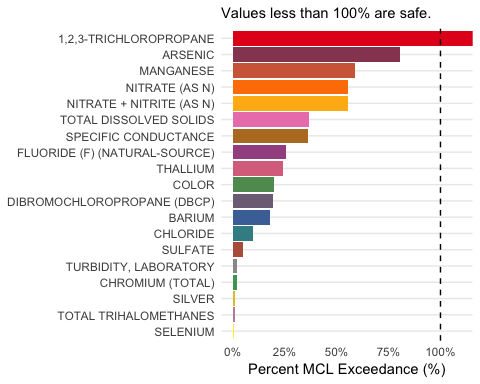 Values less than 100% are safe.
1,2,3-TRICHLOROPROPANE
ARSENIC
MANGANESE
NITRATE (AS N)
NITRATE + NITRITE (AS N)
TOTAL DISSOLVED SOLIDS
SPECIFIC CONDUCTANCE
FLUORIDE (F) (NATURAL-SOURCE)
THALLIUM
COLOR
DIBROMOCHLOROPROPANE (DBCP)
BARIUM
CHLORIDE
SULFATE
TURBIDITY, LABORATORY
CHROMIUM (TOTAL)
SILVER
TOTAL TRIHALOMETHANES
SELENIUM
0% 25% 50% 75% 100%
Percent MCL Exceedance (%)